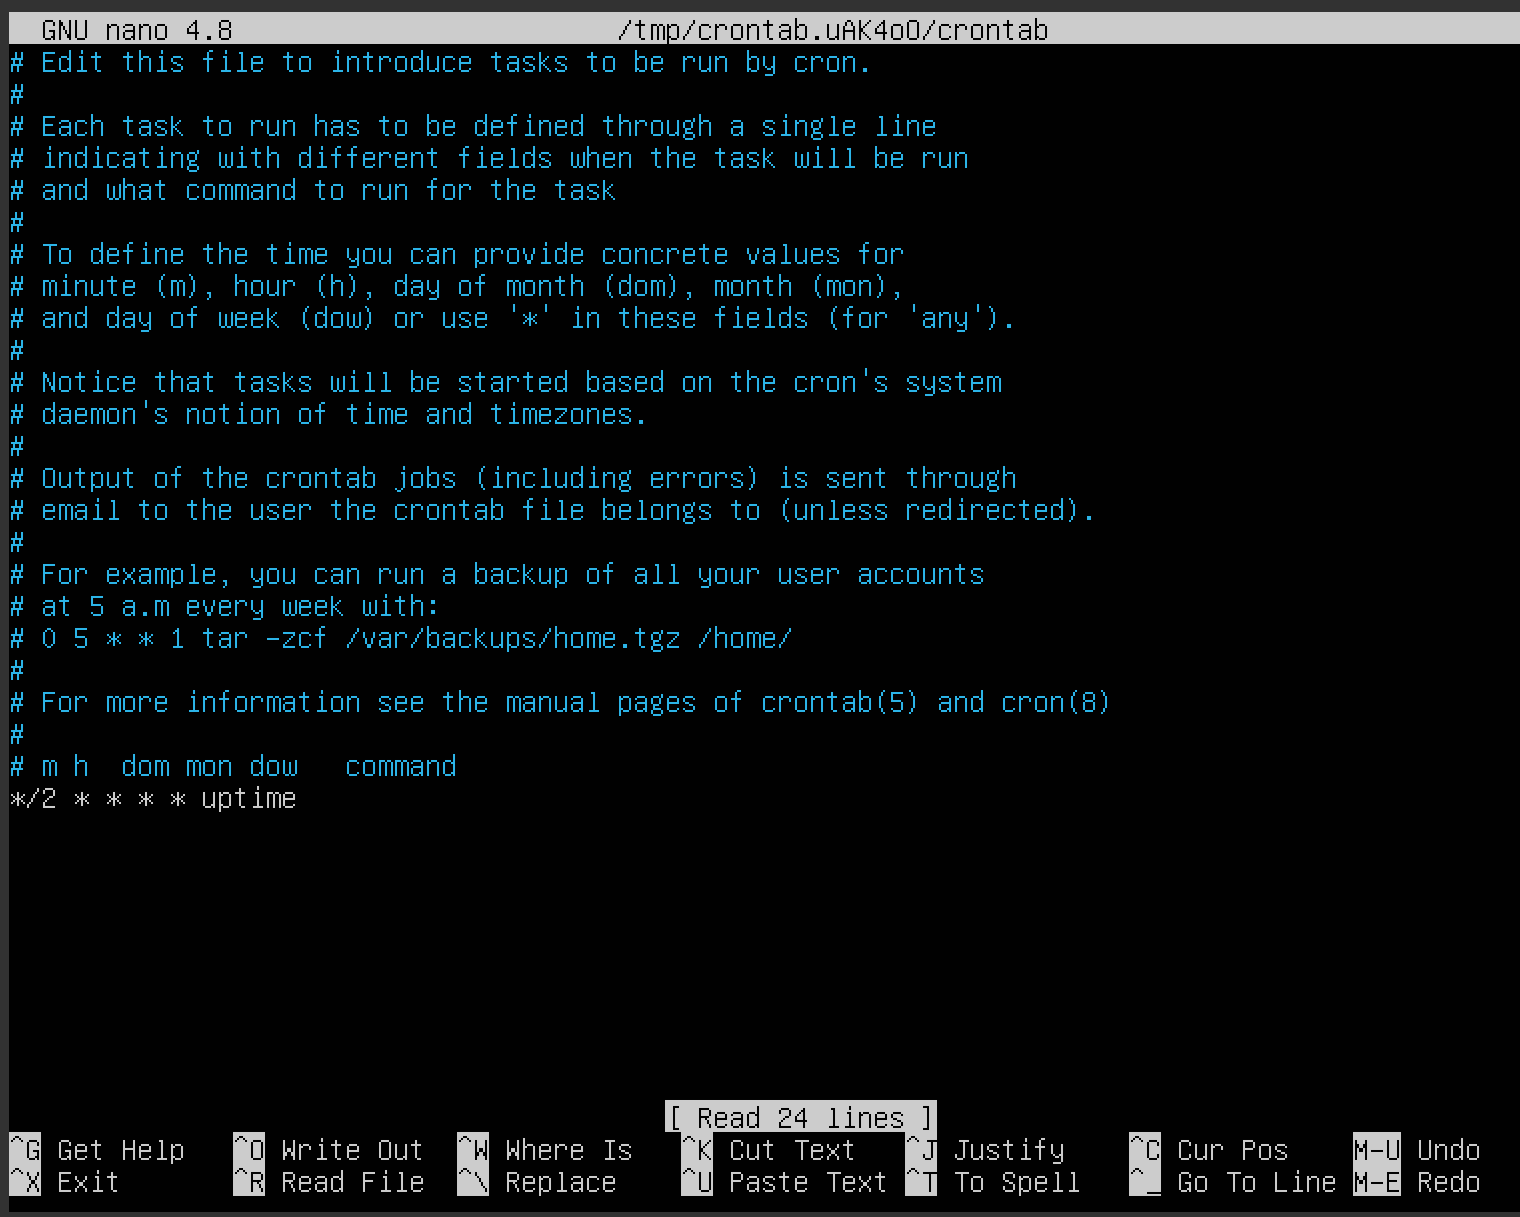 GNU nano 4.8 /tmp/crontab.uAK4oO/crontab
# Edit this file to introduce tasks to be run by cron.
#
# Each task to run has to be defined through a single line
# indicating with different fields when the task will be run
# and what command to run for the task
#
# To define the time you can provide concrete values for
# minute (m), hour (h), day of month (dom), month (mon),
# and day of week (dow) or use '*' in these fields (for 'any').
#
# Notice that tasks will be started based on the cron's system
# daemon's notion of time and timezones.
#
# Output of the crontab jobs (including errors) is sent through
# email to the user the crontab file belongs to (unless redirected).
#
# For example, you can run a backup of all your user accounts
# at 5 a.m every week with:
# 0 5 * * 1 tar -zcf /var/backups/home.tgz /home/
#
# For more information see the manual pages of crontab(5) and cron(8)
#
# m h  dom mon dow   command
*/2 * * * * uptime
[ Read 24 lines ]
^G Get Help ^O Write Out ^W Where Is ^K Cut Text ^J Justify ^C Cur Pos M-U Undo
^X Exit ^R Read File ^\ Replace ^U Paste Text ^T To Spell ^_ Go To Line M-E Redo